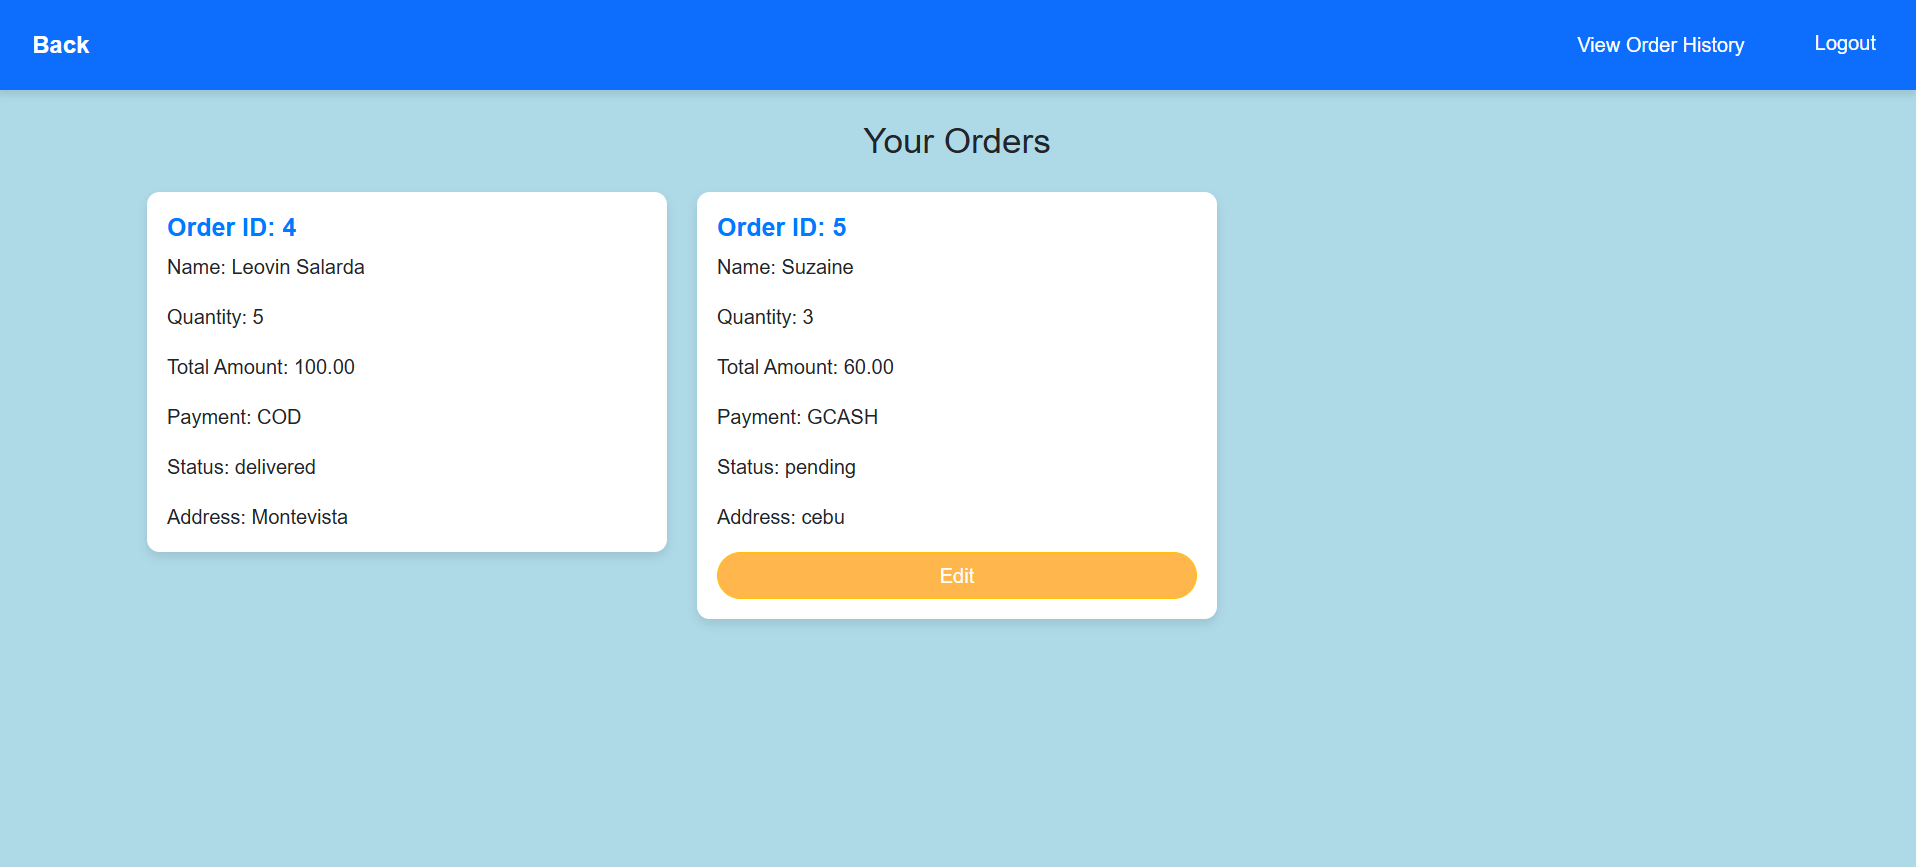 Back
View Order History
Logout
Your Orders
Order ID: 4
Name: Leovin Salarda
Quantity: 5
Total Amount: 100.00
Payment: COD
Status: delivered
Address: Montevista
Order ID: 5
Name: Suzaine
Quantity: 3
Total Amount: 60.00
Payment: GCASH
Status: pending
Address: cebu
Edit